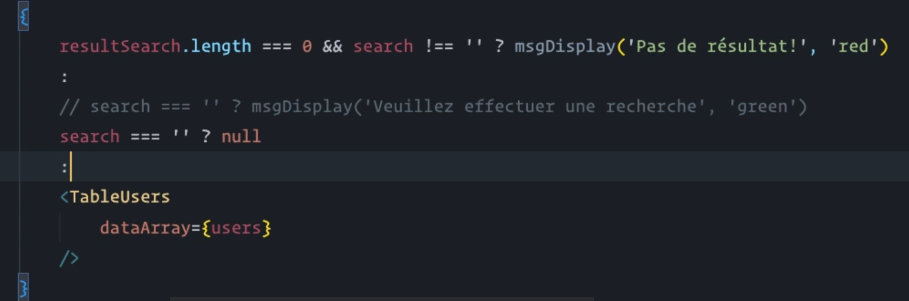 {
resultSearch.length === 0 && search !== '' ? msgDisplay('Pas de résultat!', 'red')
:
// search === '' ? msgDisplay('Veuillez effectuer une recherche', 'green')
search === '' ? null
:
<TableUsers
dataArray={users}
/>
}